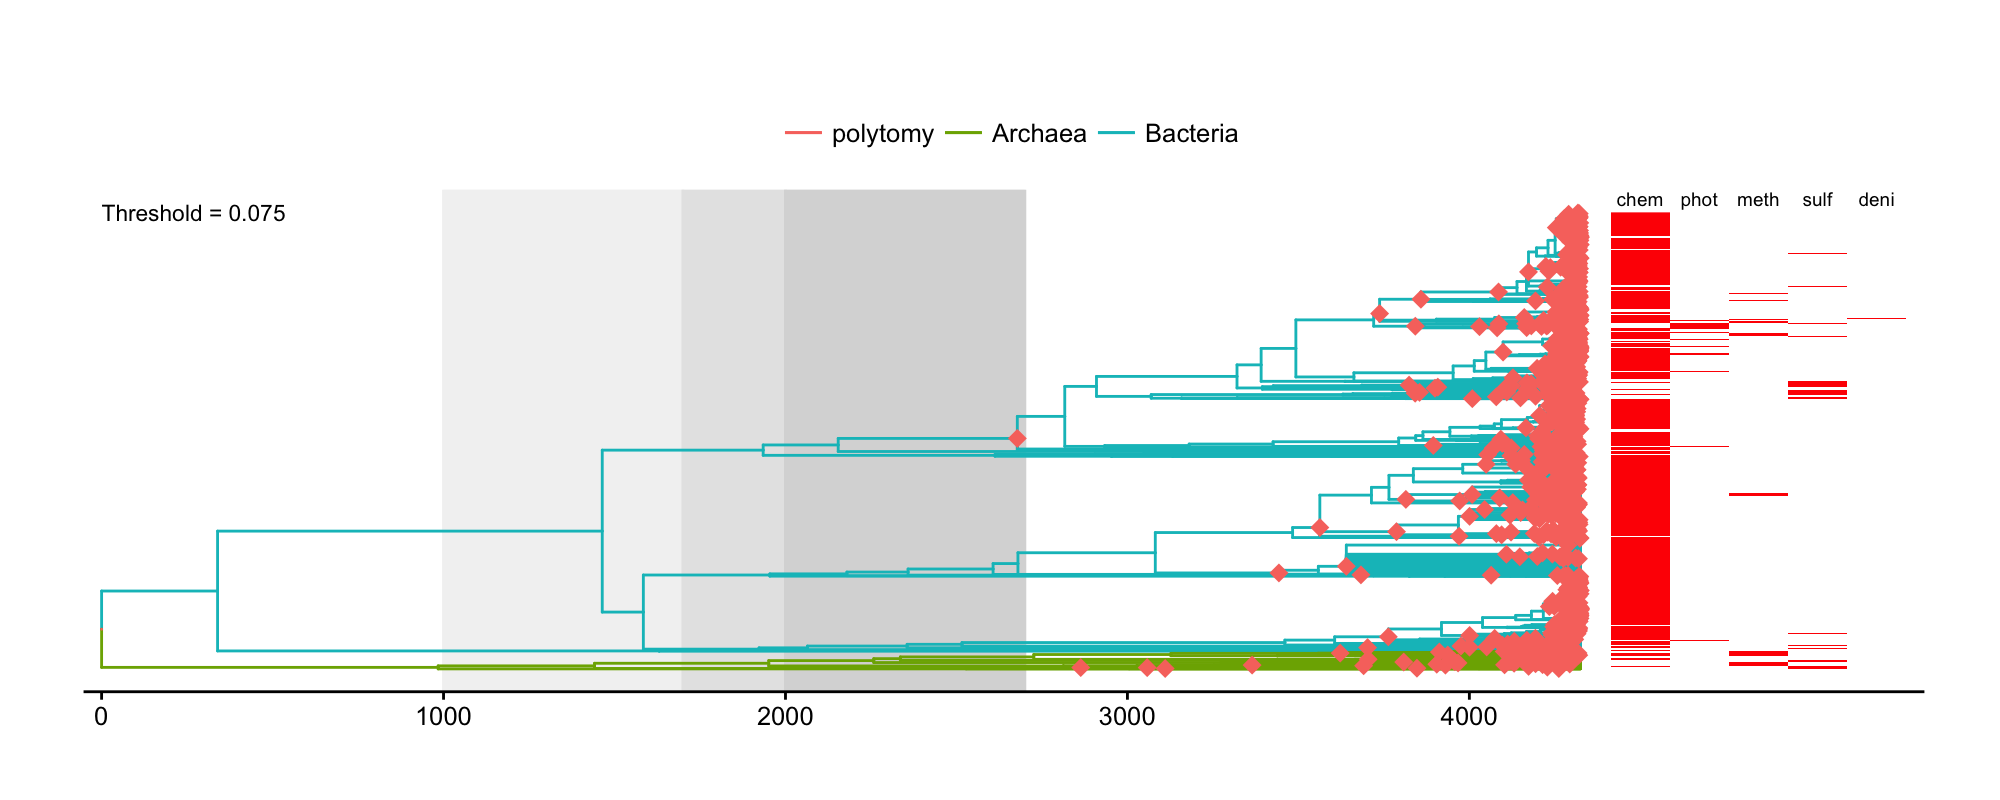 polytomy Archaea Bacteria
Threshold = 0.075
chem phot meth sulf deni
0 1000 2000 3000 4000